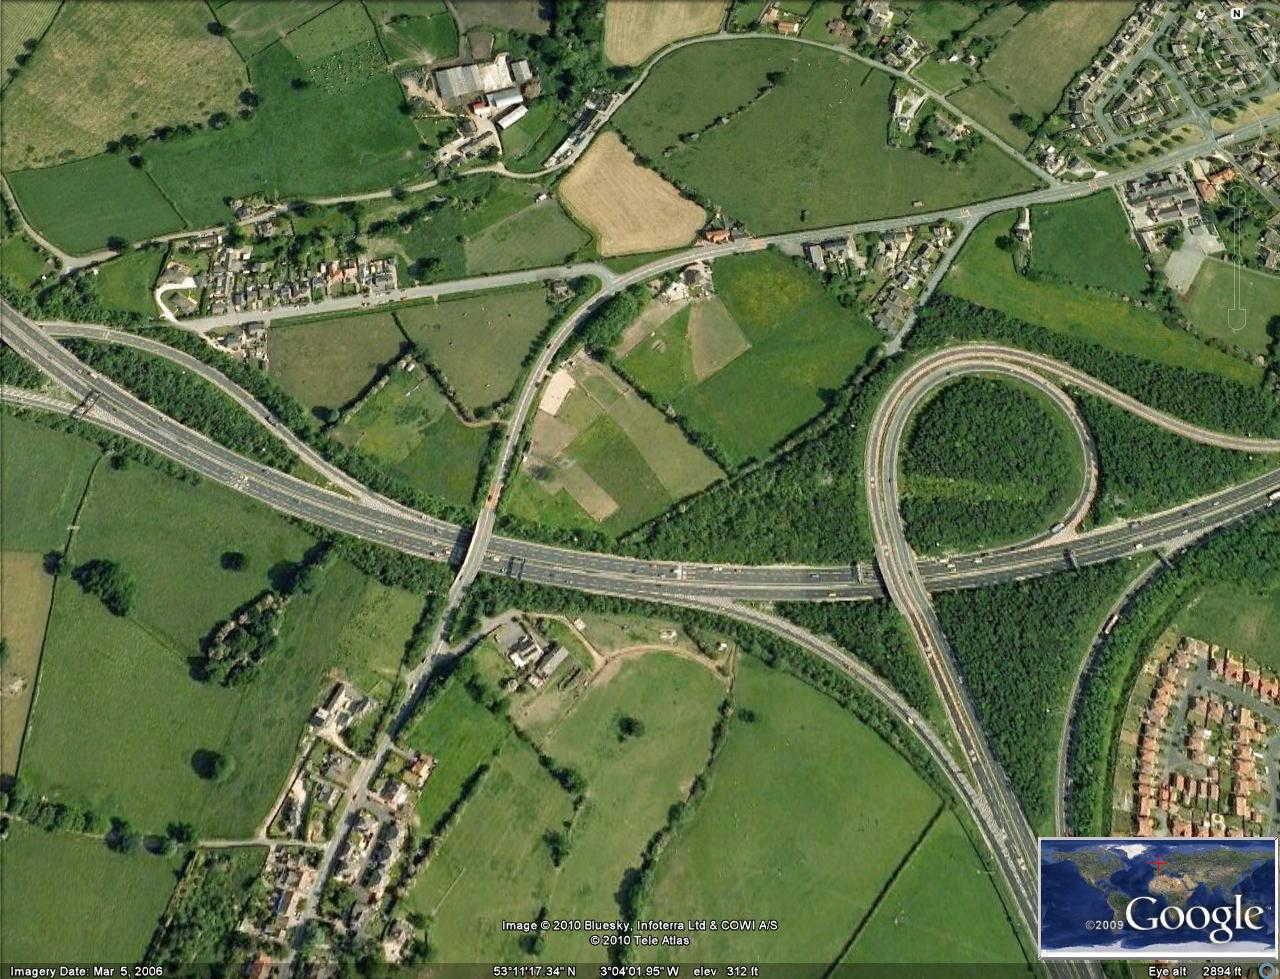 N
Image © 2010 Bluesky, Infoterra Ltd & COWI A/S
© 2010 Tele Atlas
©2009 Google™
Imagery Date: Mar 5, 2006 53°11'17.34" N 3°04'01.95" W elev 312 ft Eye alt 2894 ft